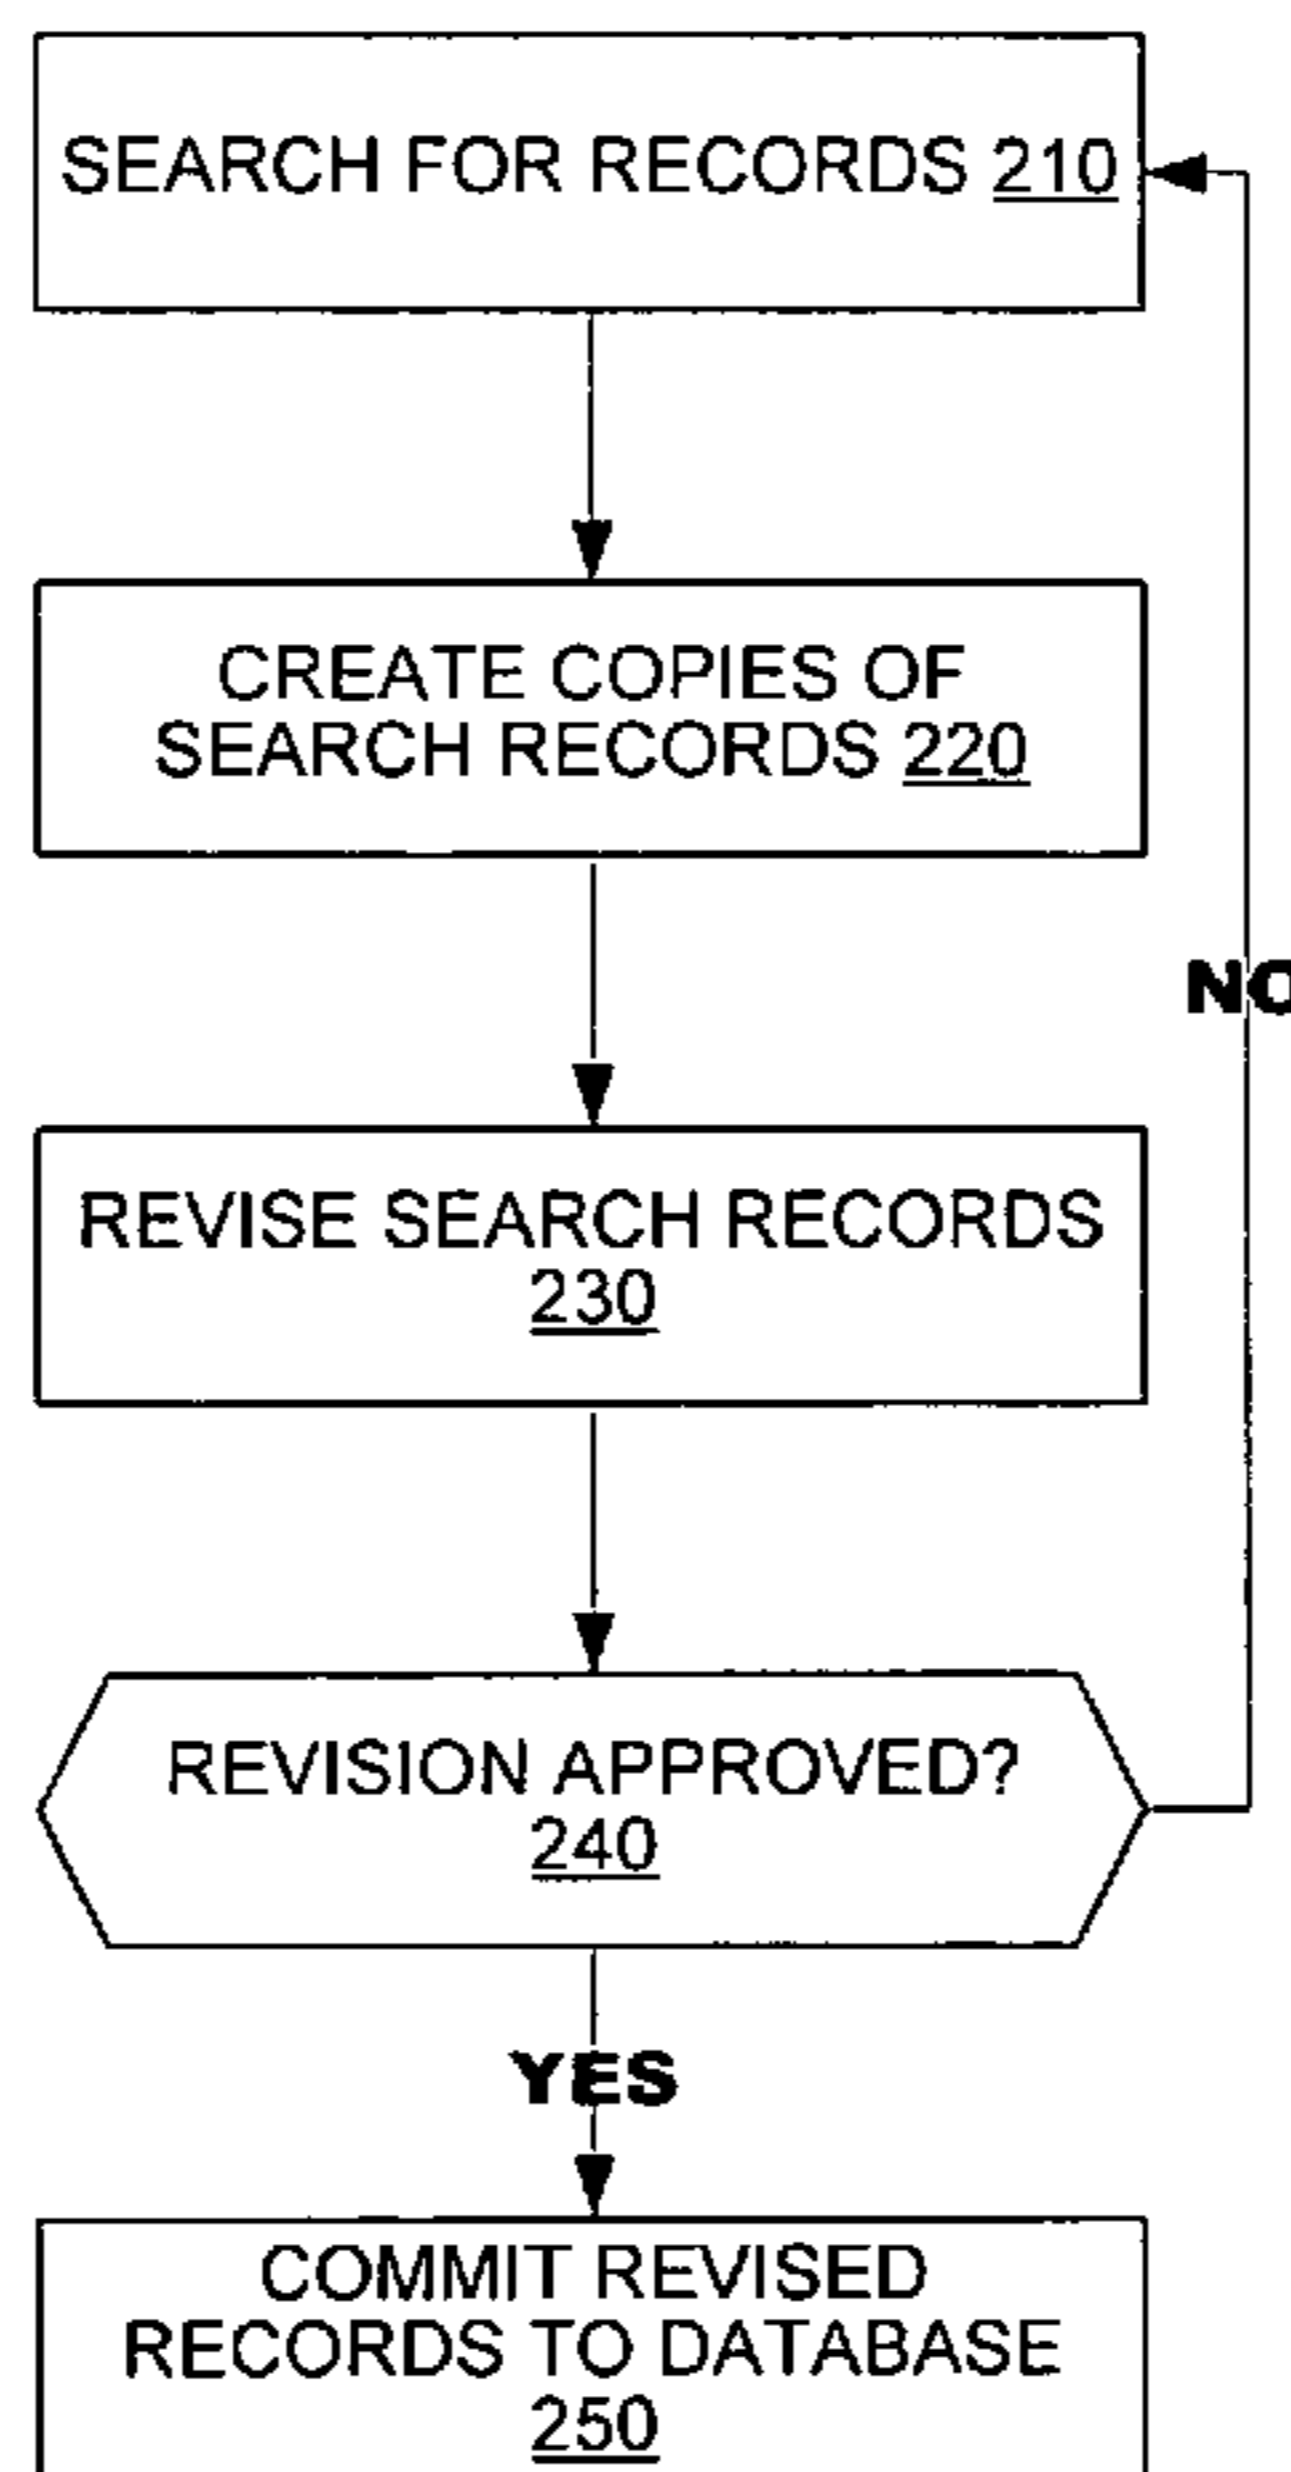 SEARCH FOR RECORDS 210
CREATE COPIES OF
SEARCH RECORDS 220
NO
REVISE SEARCH RECORDS
230
REVISION APPROVED?
240
YES
COMMIT REVISED
RECORDS TO DATABASE
250